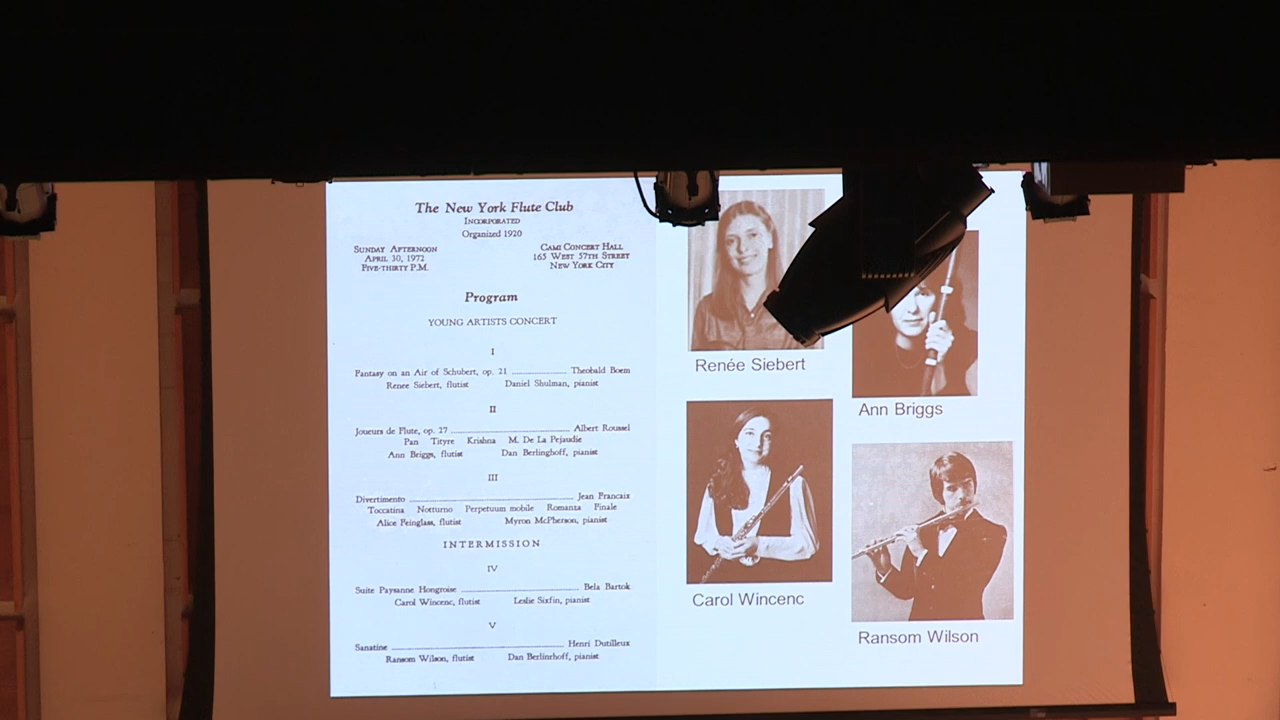 The New York Flute Club
INCORPORATED
Organized 1920
SUNDAY AFTERNOON
APRIL 30, 1972
FIVE-THIRTY P.M.
CAMI CONCERT HALL
165 WEST 57TH STREET
NEW YORK CITY
Program
YOUNG ARTISTS CONCERT
I
Fantasy on an Air of Schubert, op. 21 Theobald Boem
Renee Siebert, flutist Daniel Shulman, pianist
II
Joueurs de Flute, op. 27 Albert Roussel
Pan Tityre Krishna M. De La Pejaudie
Ann Briggs, flutist Dan Berlinghoff, pianist
III
Divertimento Jean Francaix
Toccatina Notturno Perpetuum mobile Romanza Finale
Alice Feinglass, flutist Myron McPherson, pianist
INTERMISSION
IV
Suite Paysanne Hongroise Bela Bartok
Carol Wincenc, flutist Leslie Sixfin, pianist
V
Sanatine Henri Dutilleux
Ransom Wilson, flutist Dan Berlinrhoff, pianist
Renée Siebert
Ann Briggs
Carol Wincenc
Ransom Wilson